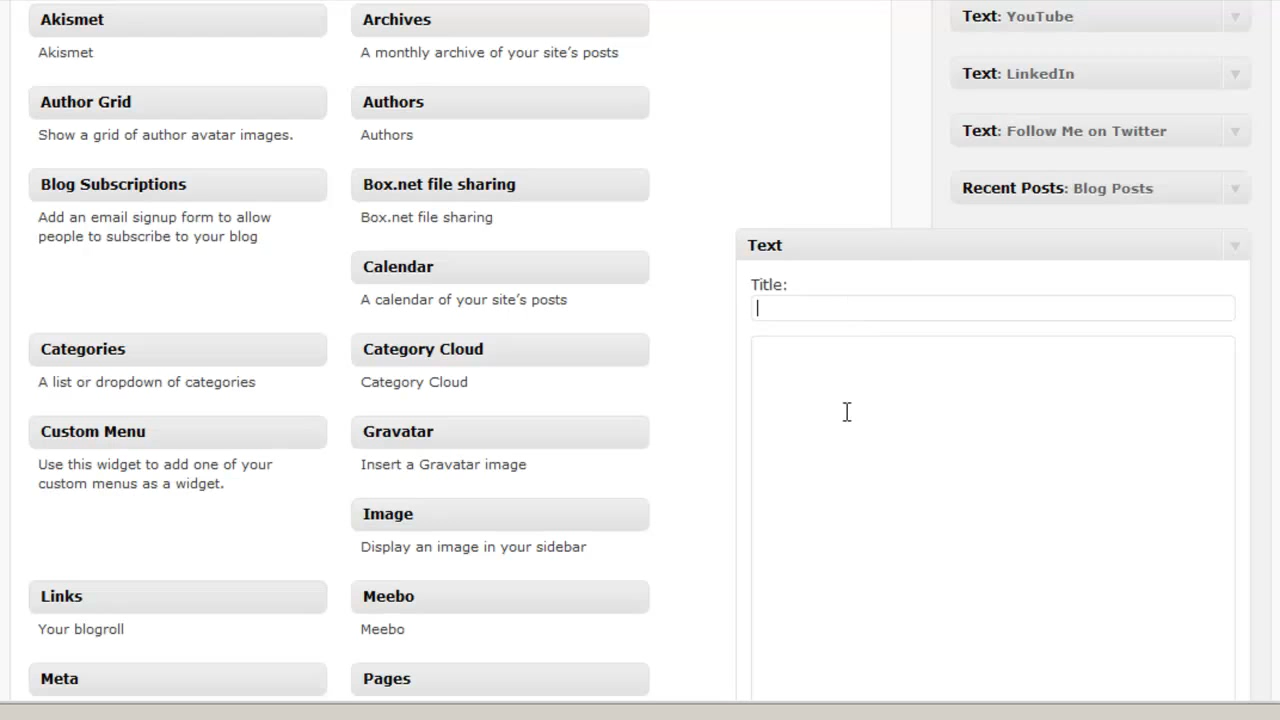 Akismet
Akismet
Author Grid
Show a grid of author avatar images.
Blog Subscriptions
Add an email signup form to allow
people to subscribe to your blog
Categories
A list or dropdown of categories
Custom Menu
Use this widget to add one of your
custom menus as a widget.
Links
Your blogroll
Meta
Archives
A monthly archive of your site’s posts
Authors
Authors
Box.net file sharing
Box.net file sharing
Calendar
A calendar of your site’s posts
Category Cloud
Category Cloud
Gravatar
Insert a Gravatar image
Image
Display an image in your sidebar
Meebo
Meebo
Pages
Text: YouTube
Text: LinkedIn
Text: Follow Me on Twitter
Recent Posts: Blog Posts
Text
Title: